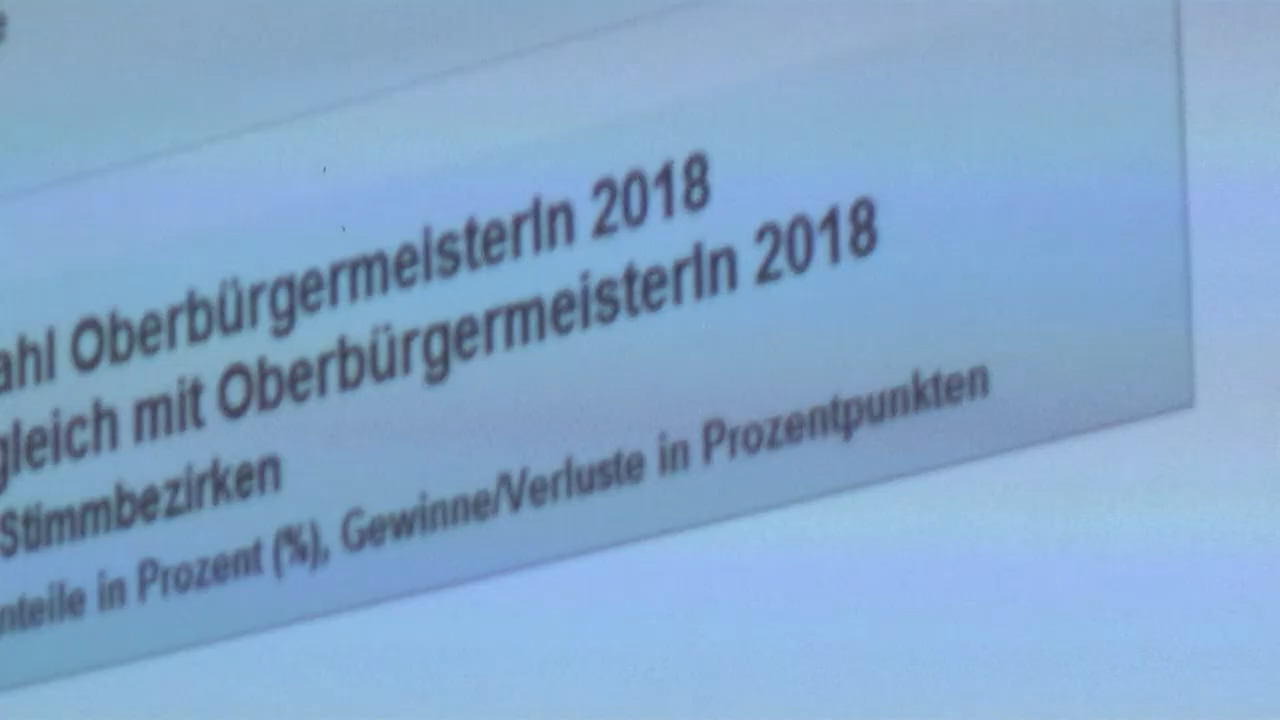 ahl OberbürgermeisterIn 2018
gleich mit OberbürgermeisterIn 2018
Stimmbezirken
nteile in Prozent (%), Gewinne/Verluste in Prozentpunkten